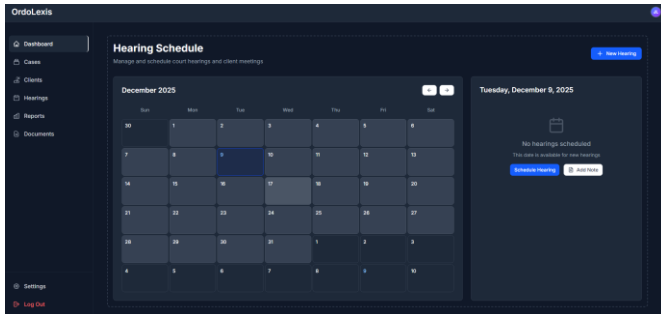 OrdoLexis
Dashboard
Cases
Clients
Hearings
Reports
Documents
Settings
Log Out
Hearing Schedule
Manage and schedule court hearings and client meetings
+ New Hearing
December 2025
← →
Sun Mon Tue Wed Thu Fri Sat
30 1 2 3 4 5 6
7 8 9 10 11 12 13
14 15 16 17 18 19 20
21 22 23 24 25 26 27
28 29 30 31 1 2 3
4 5 6 7 8 9 10
Tuesday, December 9, 2025
No hearings scheduled
This date is available for new hearings
Schedule Hearing Add Note